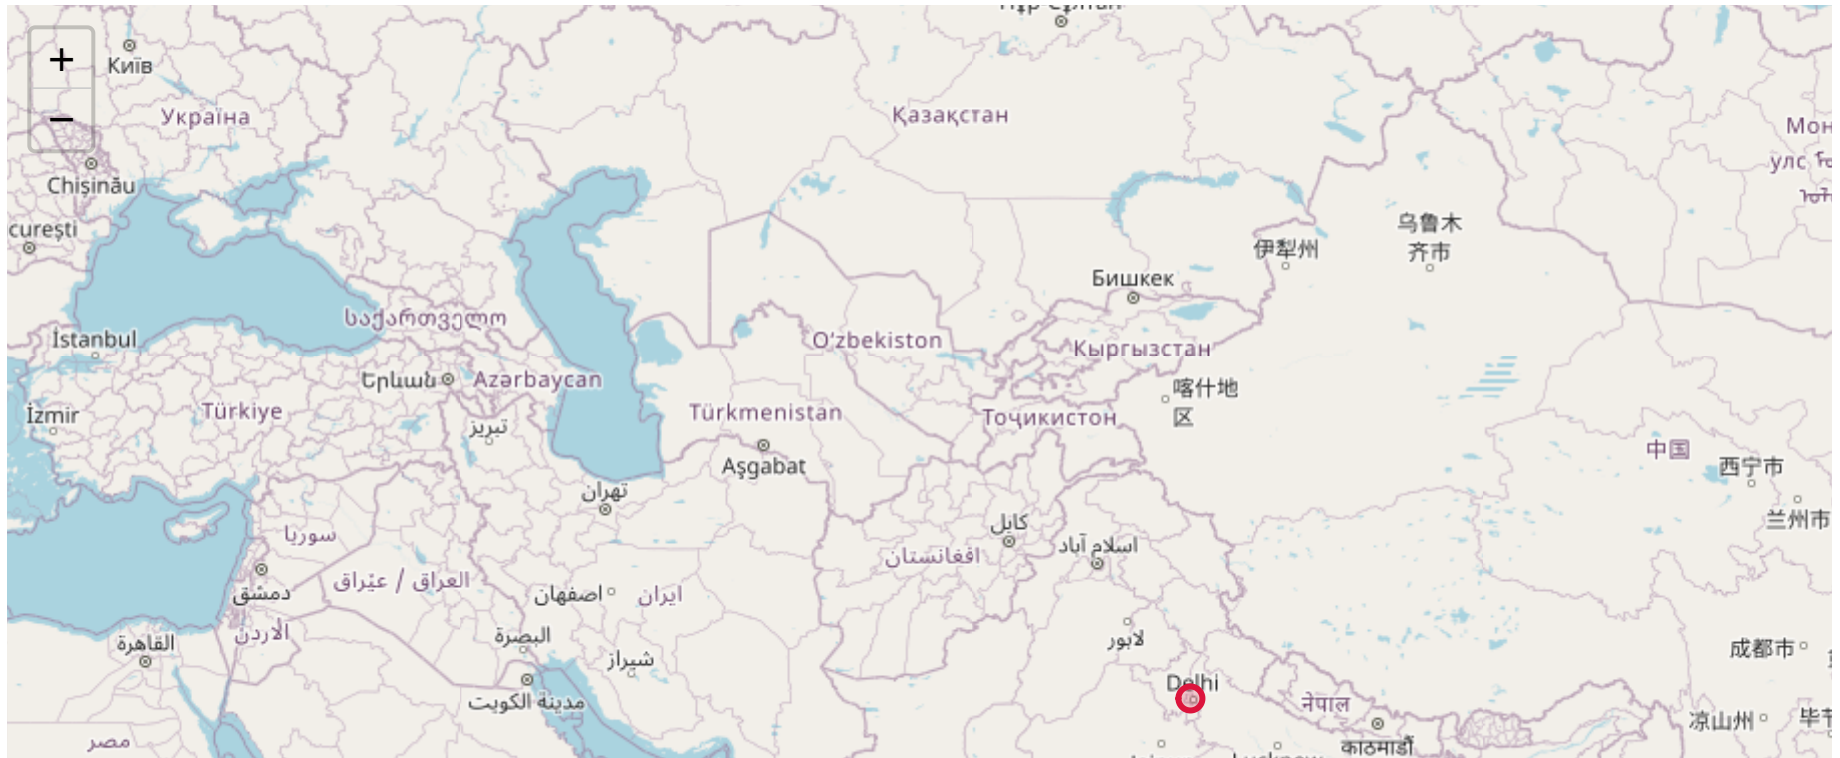 +
−
Київ
Україна
Қазақстан
Chișinău
curești
乌鲁木
齐市
伊犁州
Бишкек
საქართველო
İstanbul
Oʻzbekiston
Кыргызстан
Երևան
Azərbaycan
喀什地
区
İzmir
Türkiye
Türkmenistan
Тоҷикистон
تبریز
Aşgabat
中国
西宁市
تهران
兰州市
کابل
سوريا
اسلام آباد
افغانستان
العراق / عێراق
دمشق
اصفهان
ایران
الأردن
القاهرة
البصرة
لاہور
شیراز
成都市
Delhi
नेपाल
مدينة الكويت
凉山州
مصر
काठमाडौं